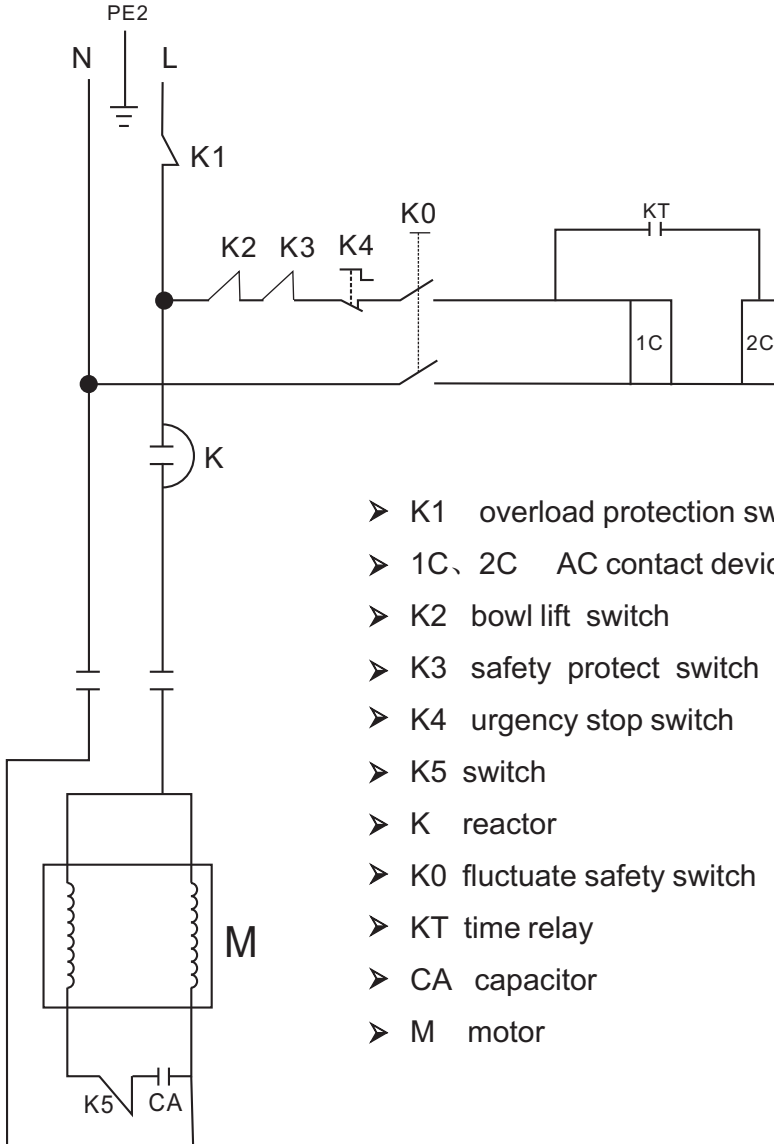 PE2
N L
K1
K0
KT
K2 K3 K4
1C 2C
K
➢ K1 overload protection sw
➢ 1C、2C AC contact devic
➢ K2 bowl lift switch
➢ K3 safety protect switch
➢ K4 urgency stop switch
➢ K5 switch
➢ K reactor
➢ K0 fluctuate safety switch
➢ KT time relay
➢ CA capacitor
➢ M motor
M
K5 CA